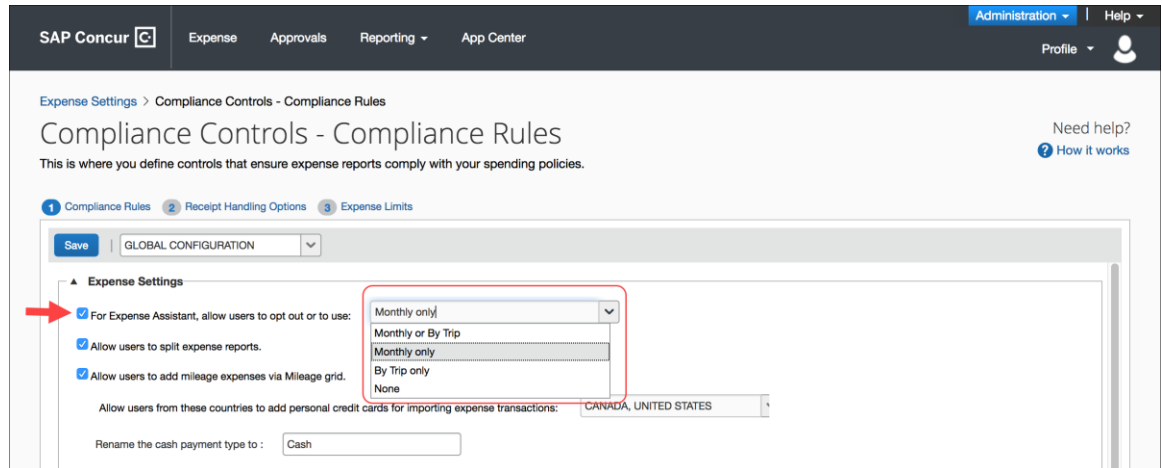 Administration Help
SAP Concur C Expense Approvals Reporting App Center
Profile
Expense Settings > Compliance Controls - Compliance Rules
Compliance Controls - Compliance Rules
Need help?
This is where you define controls that ensure expense reports comply with your spending policies.
? How it works
1 Compliance Rules 2 Receipt Handling Options 3 Expense Limits
Save | GLOBAL CONFIGURATION
Expense Settings
For Expense Assistant, allow users to opt out or to use: Monthly only
Monthly or By Trip
Allow users to split expense reports.
Monthly only
By Trip only
Allow users to add mileage expenses via Mileage grid.
None
Allow users from these countries to add personal credit cards for importing expense transactions: CANADA, UNITED STATES
Rename the cash payment type to : Cash